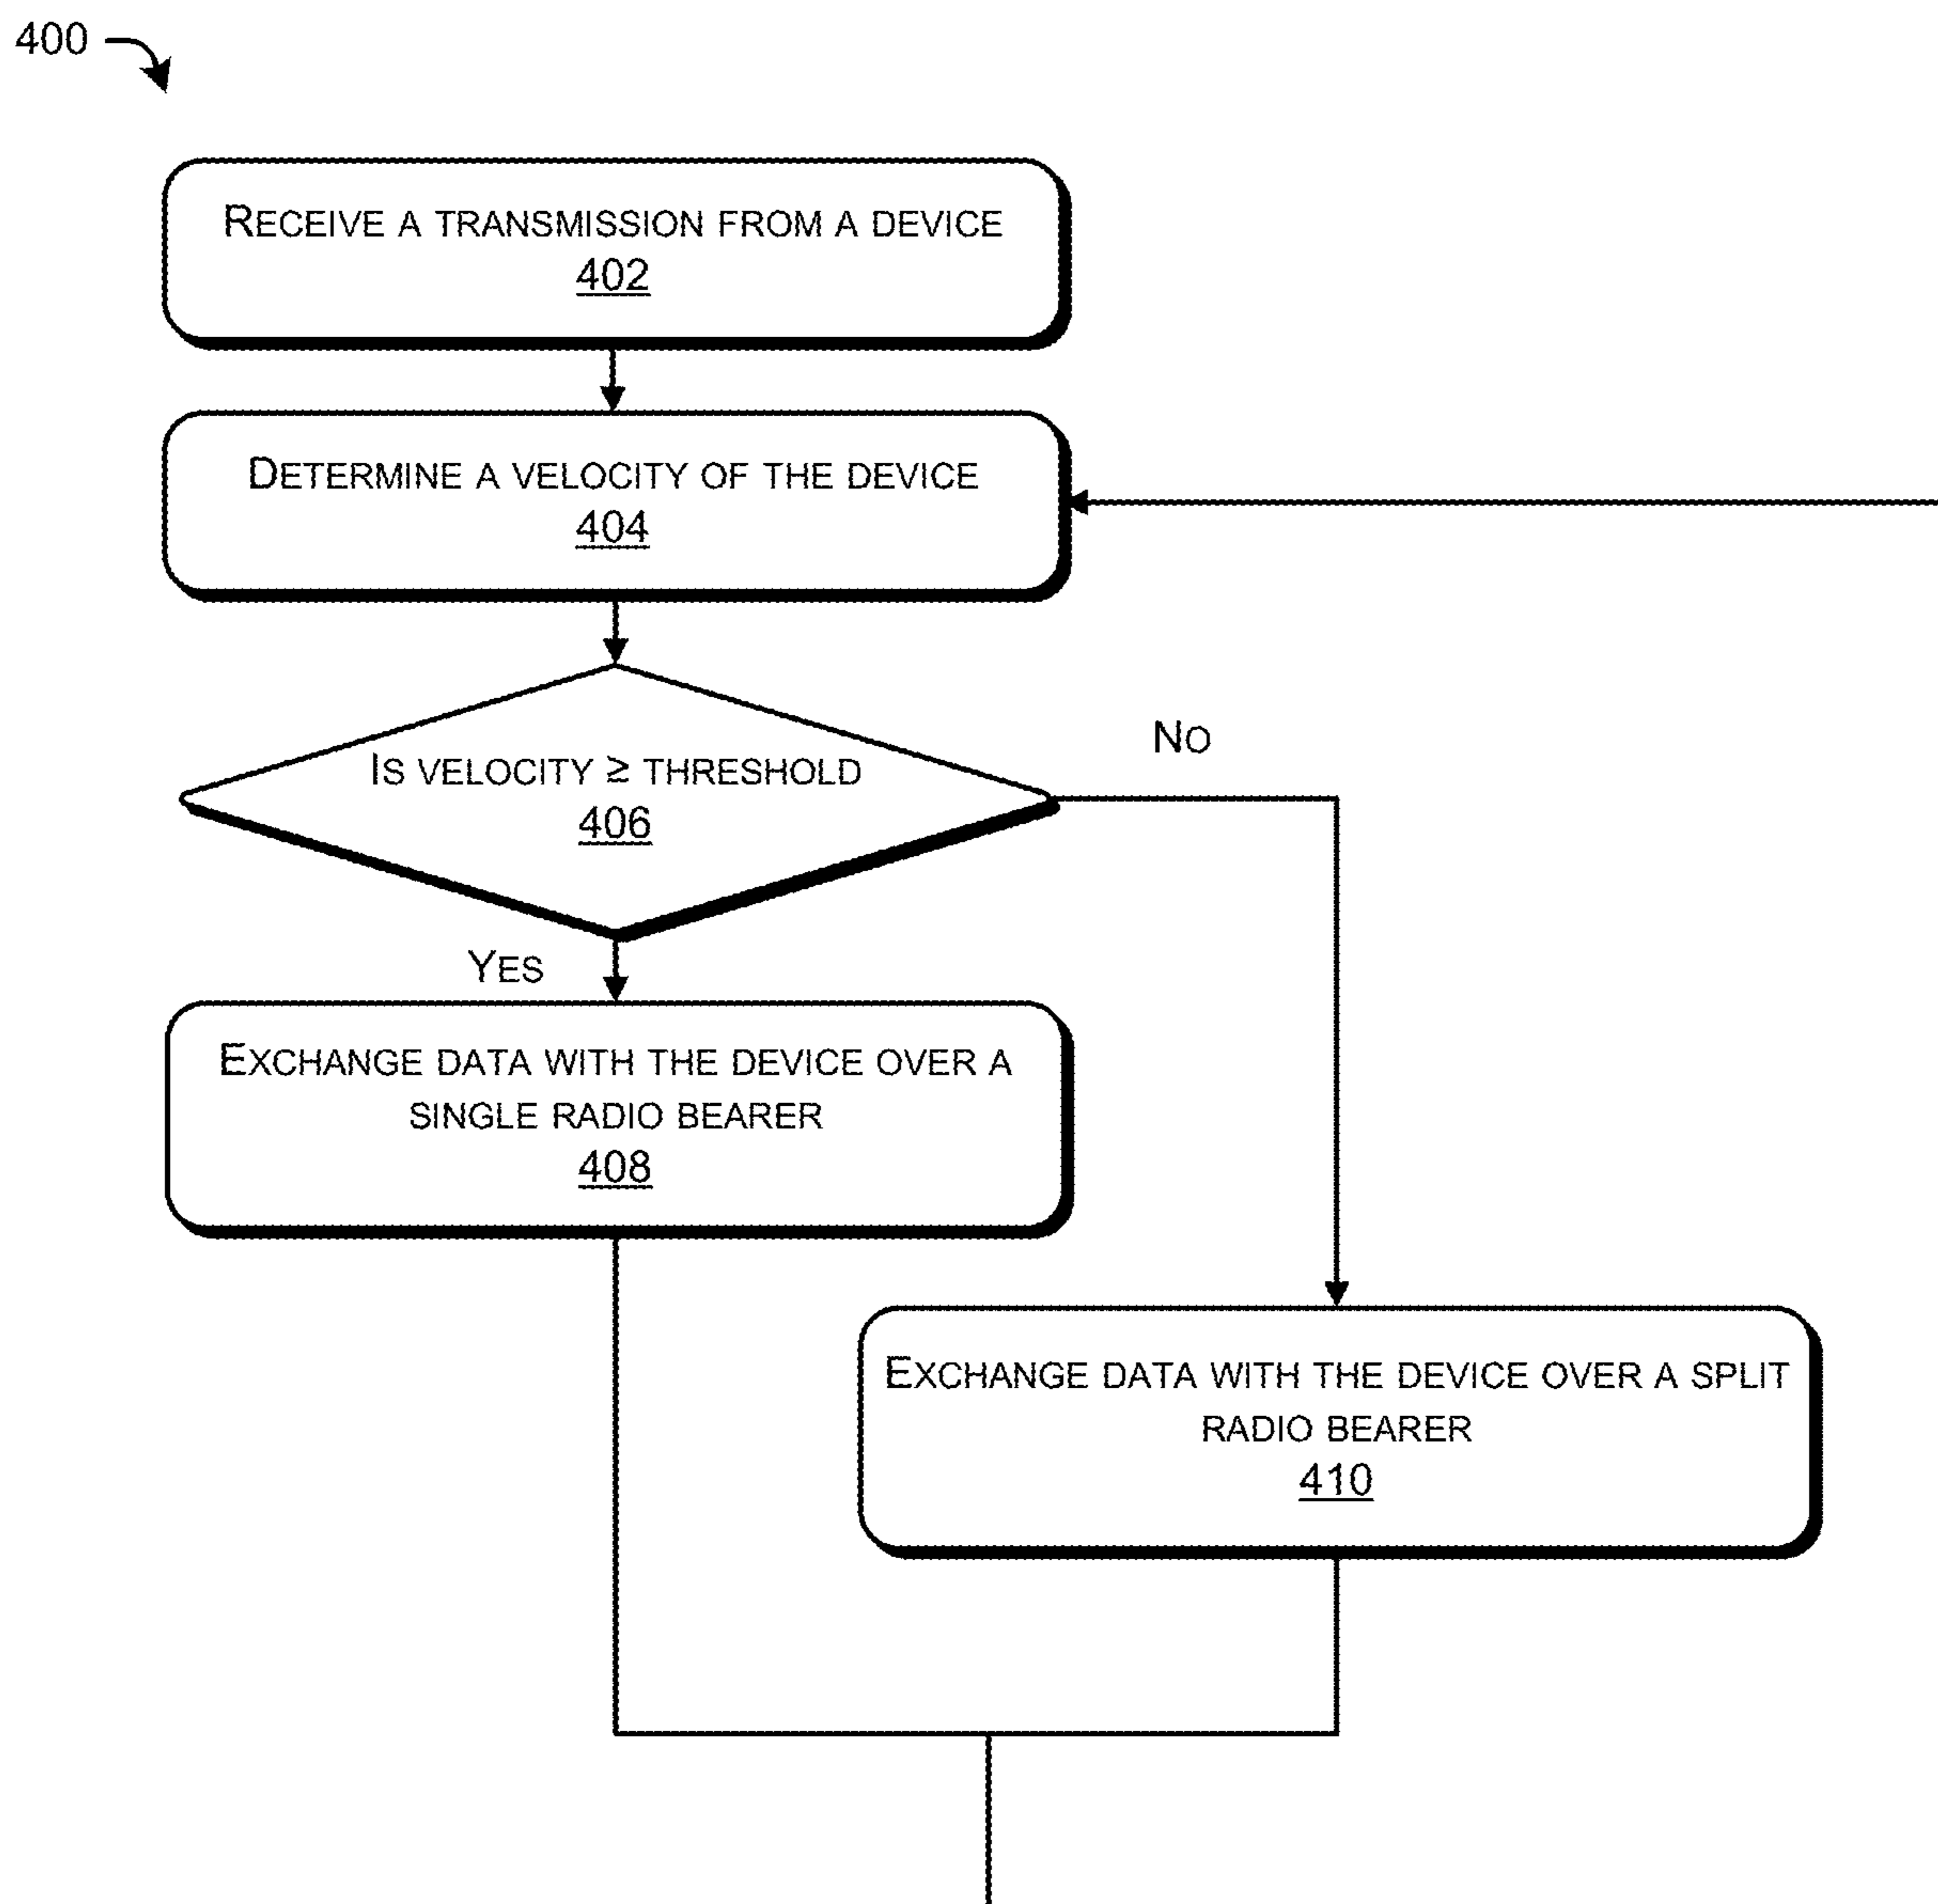 400
RECEIVE A TRANSMISSION FROM A DEVICE
402
DETERMINE A VELOCITY OF THE DEVICE
404
IS VELOCITY ≥ THRESHOLD
406
NO
YES
EXCHANGE DATA WITH THE DEVICE OVER A
SINGLE RADIO BEARER
408
EXCHANGE DATA WITH THE DEVICE OVER A SPLIT
RADIO BEARER
410